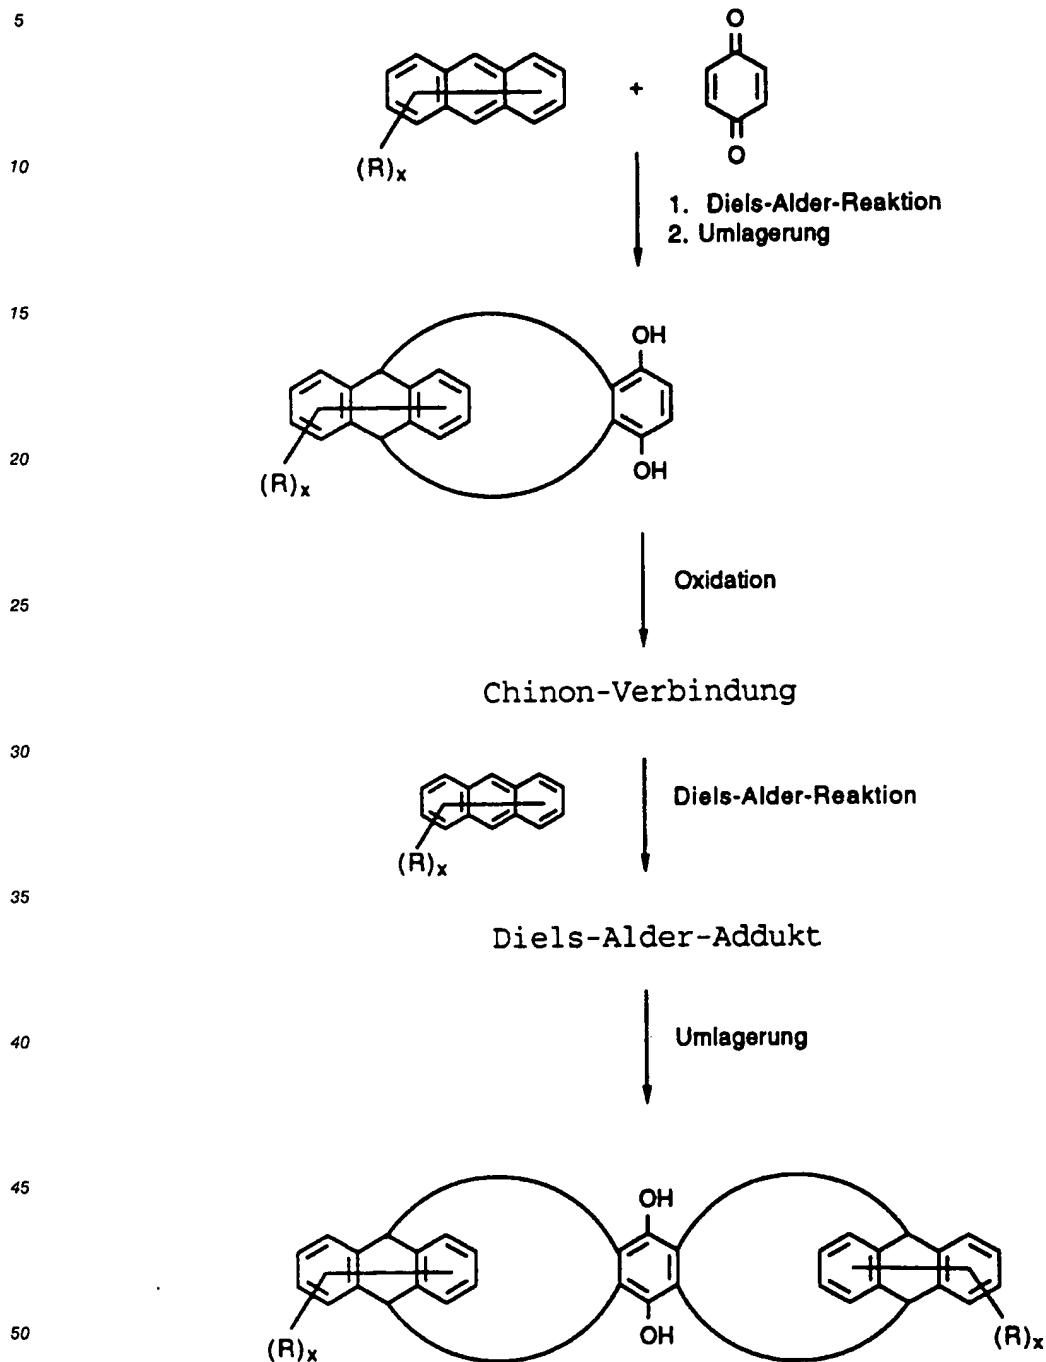 5
O
+
O
(R)x
10
1. Diels-Alder-Reaktion
2. Umlagerung
15
OH
20
OH
(R)x
Oxidation
25
Chinon-Verbindung
30
Diels-Alder-Reaktion
(R)x
35
Diels-Alder-Addukt
Umlagerung
40
45
OH
OH
50
(R)x
(R)x